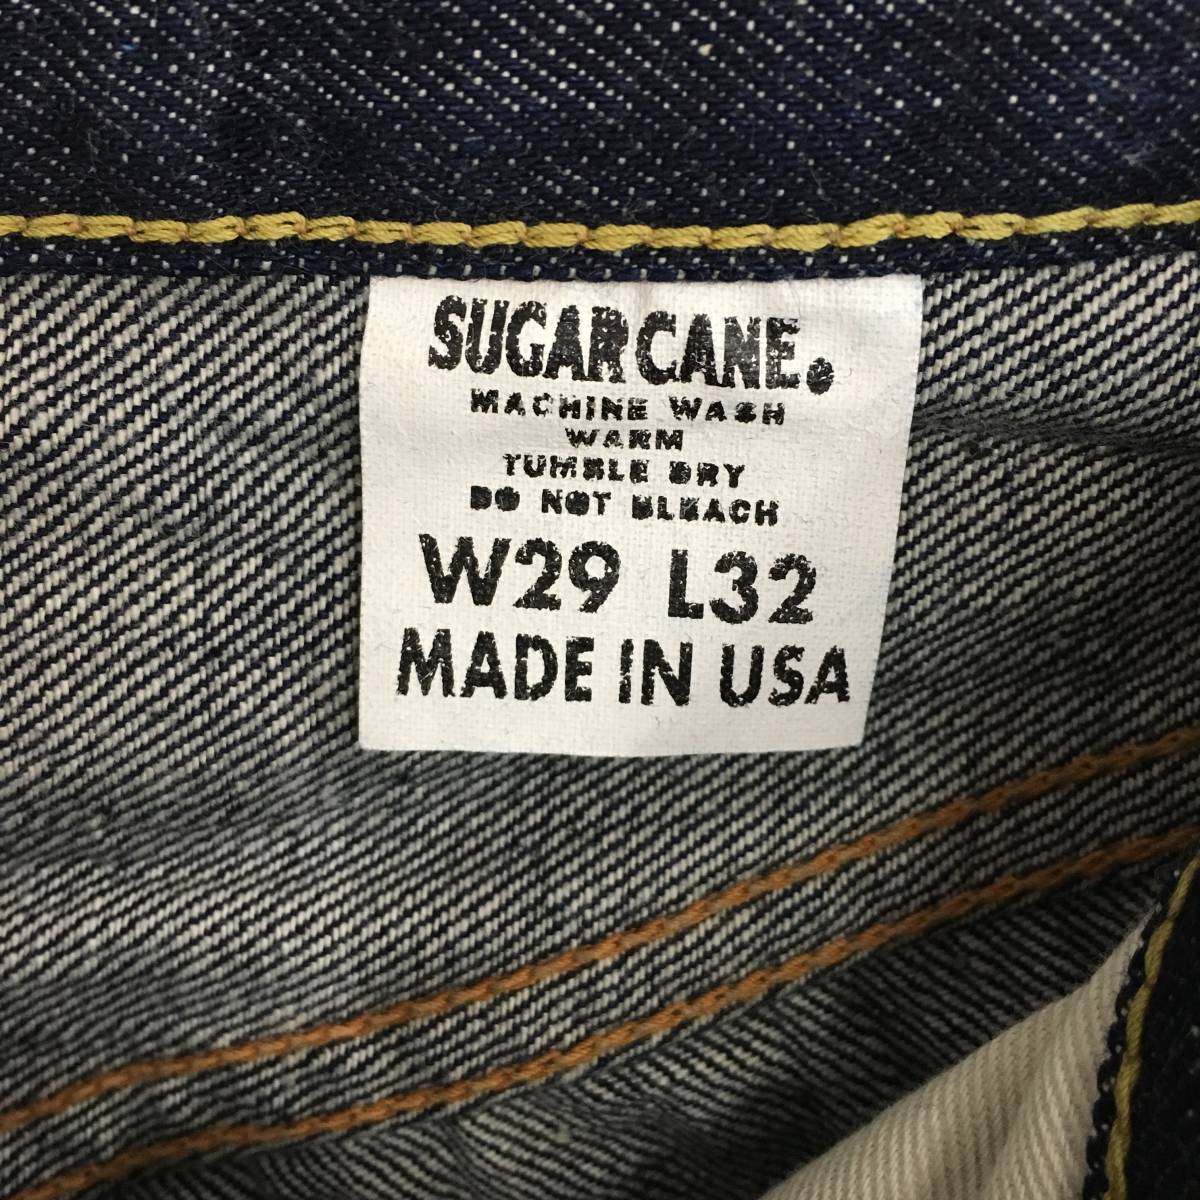 SUGAR CANE.
MACHINE WASH
WARM
TUMBLE DRY
DO NOT BLEACH
W29 L32
MADE IN USA